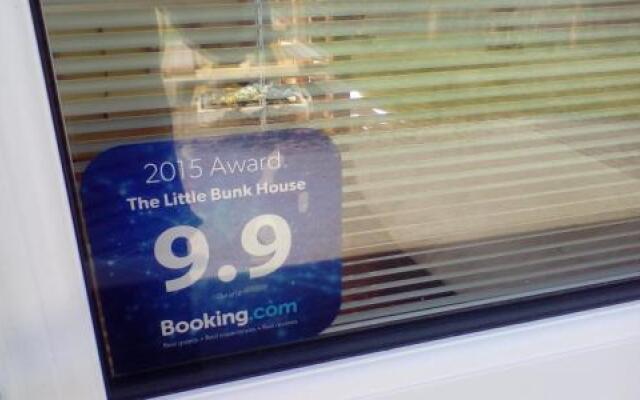 2015 Award
The Little Bunk House
9.9
Booking.com